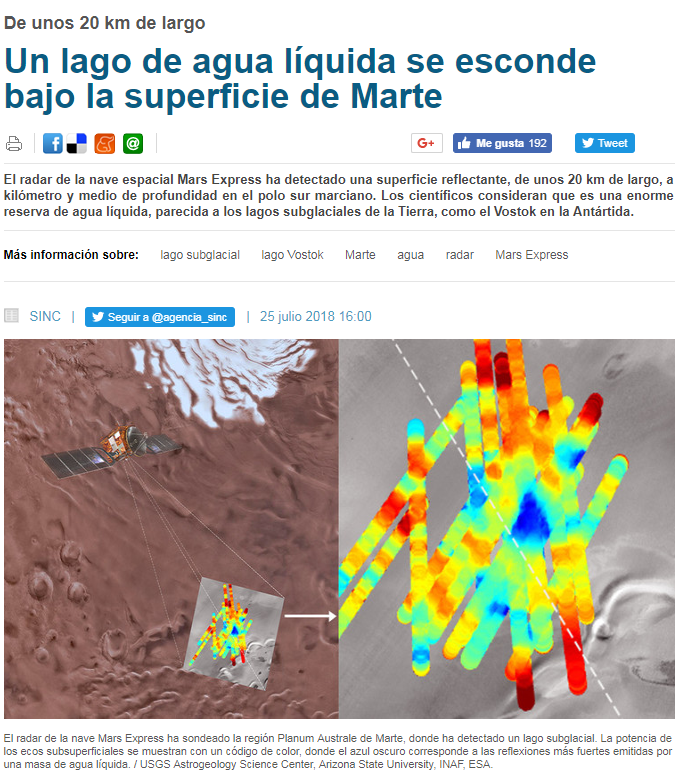 De unos 20 km de largo
Un lago de agua líquida se esconde
bajo la superficie de Marte
G+ Me gusta 192 Tweet
El radar de la nave espacial Mars Express ha detectado una superficie reflectante, de unos 20 km de largo, a
kilómetro y medio de profundidad en el polo sur marciano. Los científicos consideran que es una enorme
reserva de agua líquida, parecida a los lagos subglaciales de la Tierra, como el Vostok en la Antártida.
Más información sobre: lago subglacial lago Vostok Marte agua radar Mars Express
SINC | Seguir a @agencia_sinc | 25 julio 2018 16:00
El radar de la nave Mars Express ha sondeado la región Planum Australe de Marte, donde ha detectado un lago subglacial. La potencia de
los ecos subsuperficiales se muestran con un código de color, donde el azul oscuro corresponde a las reflexiones más fuertes emitidas por
una masa de agua líquida. / USGS Astrogeology Science Center, Arizona State University, INAF, ESA.